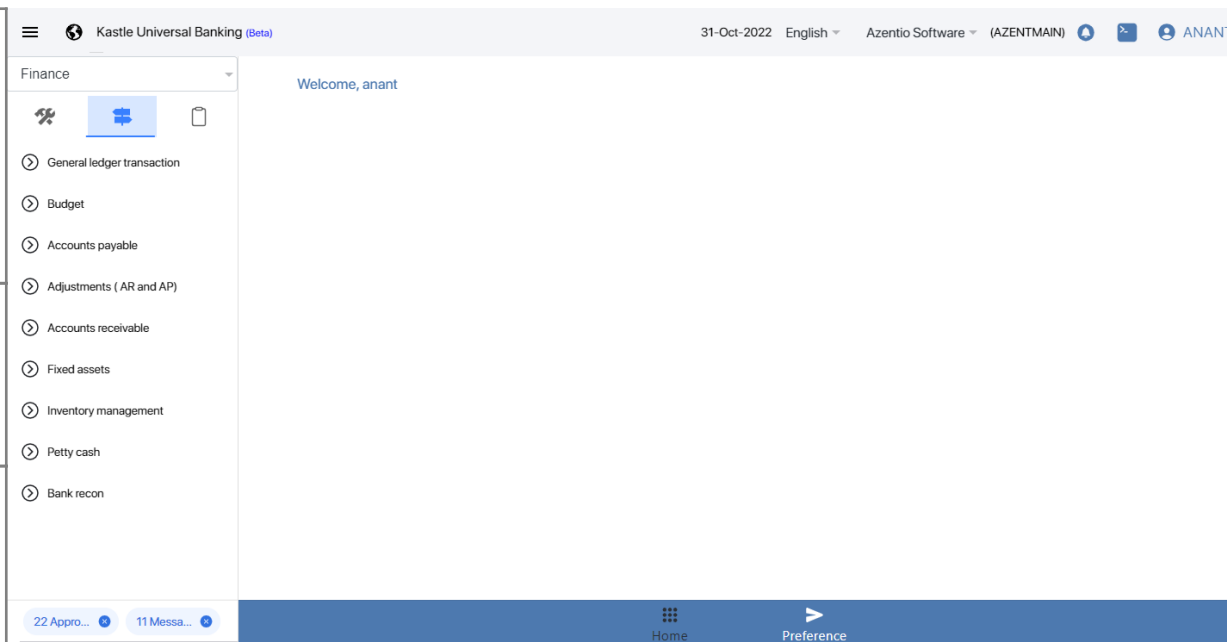 Kastle Universal Banking (Beta)
31-Oct-2022 English Azentio Software (AZENTMAIN) ANANT
Finance
Welcome, anant
General ledger transaction
Budget
Accounts payable
Adjustments ( AR and AP)
Accounts receivable
Fixed assets
Inventory management
Petty cash
Bank recon
22 Appro... 11 Messa...
Home Preference